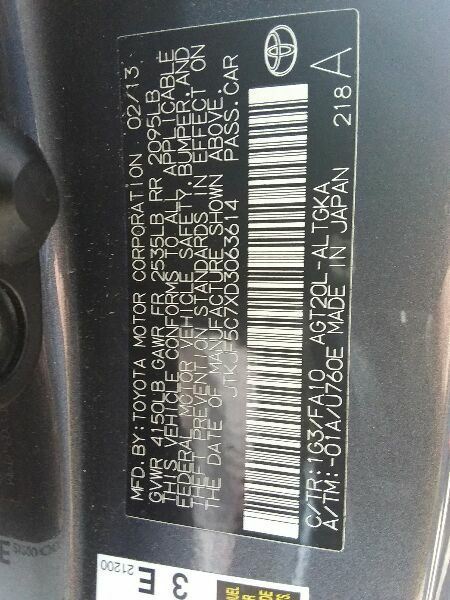 MFD.BY:TOYOTA MOTOR CORPORATION 02/13
GVWR 4150LB GAWR FR 2535LB RR 2095LB
THIS VEHICLE CONFORMS TO ALL APPLICABLE
FEDERAL MOTOR VEHICLE SAFETY, BUMPER, AND
THEFT PREVENTION STANDARDS IN EFFECT ON
THE DATE OF MANUFACTURE SHOWN ABOVE.
JTKJF5C7XD3063614 PASS.CAR
C/TR:1G3/FA10 AGT20L-ALTGKA
A/TM:-01A/U760E MADE IN JAPAN
218 A
21200
3 E